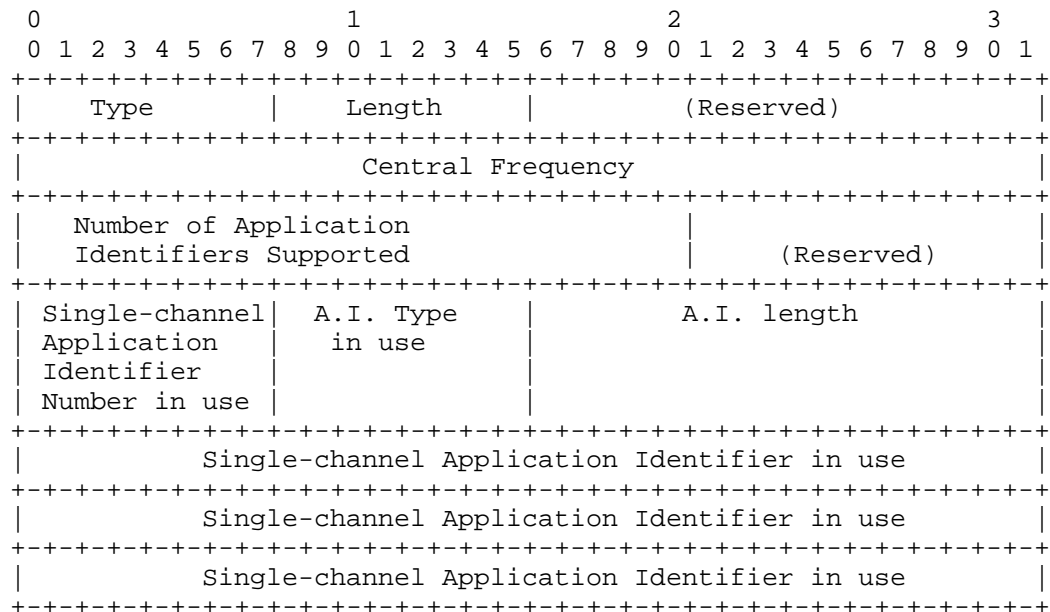 0                   1                   2                   3
 0 1 2 3 4 5 6 7 8 9 0 1 2 3 4 5 6 7 8 9 0 1 2 3 4 5 6 7 8 9 0 1
+-+-+-+-+-+-+-+-+-+-+-+-+-+-+-+-+-+-+-+-+-+-+-+-+-+-+-+-+-+-+-+-+
|    Type       |    Length     |         (Reserved)            |
+-+-+-+-+-+-+-+-+-+-+-+-+-+-+-+-+-+-+-+-+-+-+-+-+-+-+-+-+-+-+-+-+
|                     Central Frequency                         |
+-+-+-+-+-+-+-+-+-+-+-+-+-+-+-+-+-+-+-+-+-+-+-+-+-+-+-+-+-+-+-+-+
|   Number of Application                 |                     |
|   Identifiers Supported                 |     (Reserved)      |
+-+-+-+-+-+-+-+-+-+-+-+-+-+-+-+-+-+-+-+-+-+-+-+-+-+-+-+-+-+-+-+-+
| Single-channel|  A.I. Type    |         A.I. length           |
| Application   |   in use      |                               |
| Identifier    |               |                               |
| Number in use |               |                               |
+-+-+-+-+-+-+-+-+-+-+-+-+-+-+-+-+-+-+-+-+-+-+-+-+-+-+-+-+-+-+-+-+
|           Single-channel Application Identifier in use        |
+-+-+-+-+-+-+-+-+-+-+-+-+-+-+-+-+-+-+-+-+-+-+-+-+-+-+-+-+-+-+-+-+
|           Single-channel Application Identifier in use        |
+-+-+-+-+-+-+-+-+-+-+-+-+-+-+-+-+-+-+-+-+-+-+-+-+-+-+-+-+-+-+-+-+
|           Single-channel Application Identifier in use        |
+-+-+-+-+-+-+-+-+-+-+-+-+-+-+-+-+-+-+-+-+-+-+-+-+-+-+-+-+-+-+-+-+